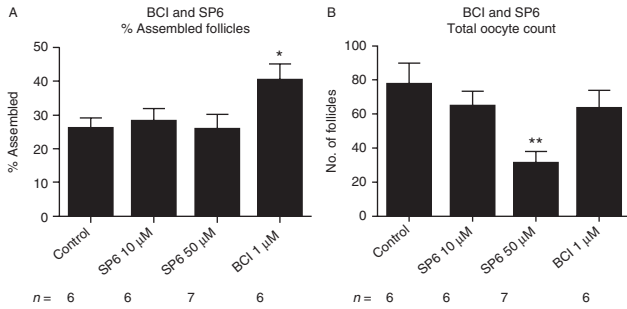 A
BCI and SP6
% Assembled follicles
% Assembled
50
40
30
20
10
0
*
Control
SP6 10 µM
SP6 50 µM
BCI 1 µM
n = 6 6 7 6
B
BCI and SP6
Total oocyte count
No. of follicles
100
80
60
40
20
0
**
Control
SP6 10 µM
SP6 50 µM
BCI 1 µM
n = 6 6 7 6